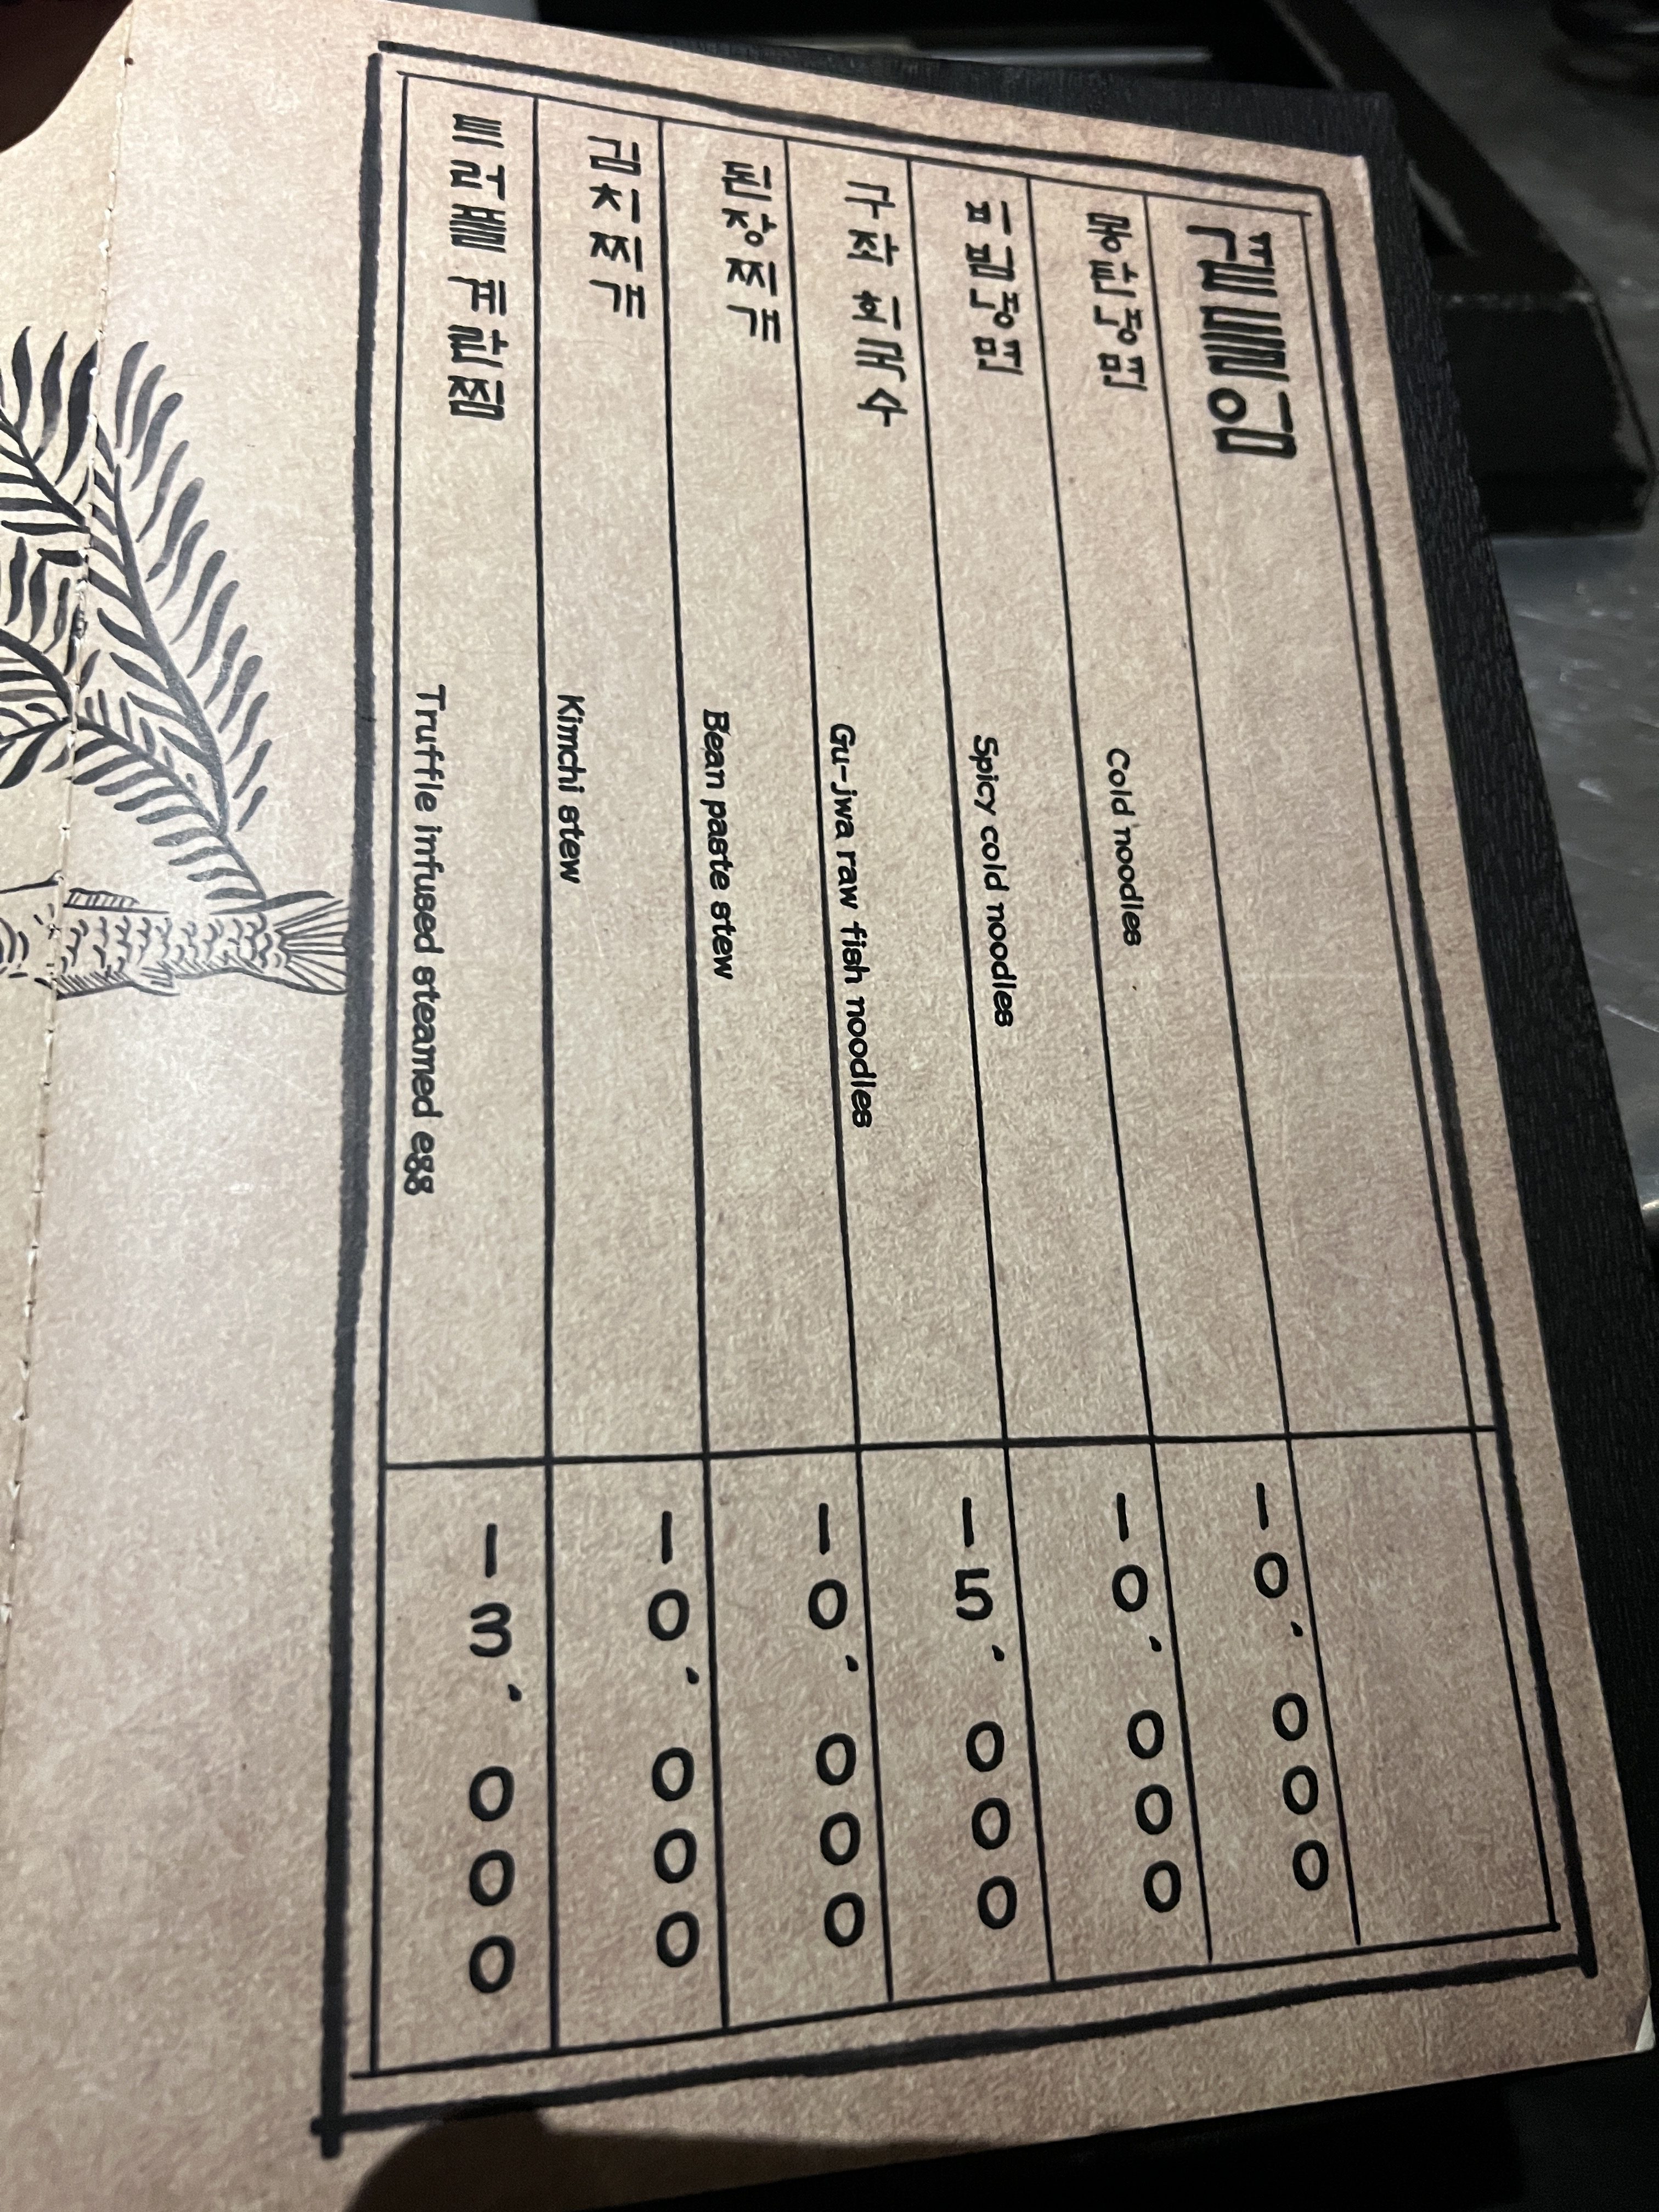 곁들임
몽탄냉면 Cold noodles 10.000
비빔냉면 Spicy cold noodles 10.000
구좌 회국수 Gu-jwa raw fish noodles 15.000
된장찌개 Bean paste stew 10.000
김치찌개 Kimchi stew 10.000
트러플 계란찜 Truffle infused steamed egg 13.000